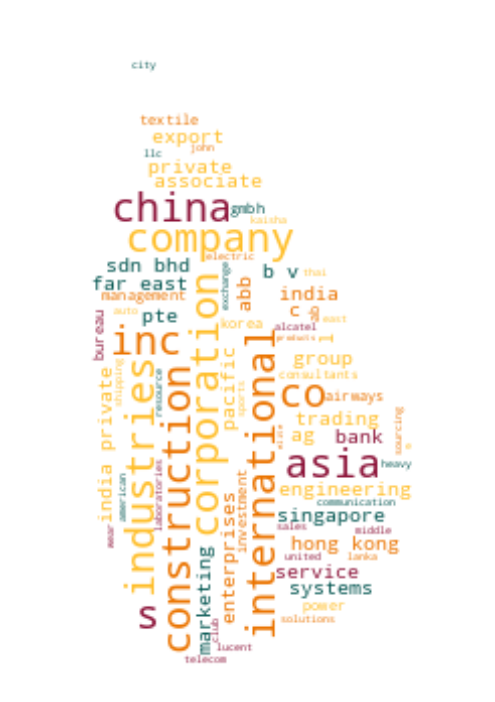 city
textile
export
john
llc
private
associate
china
gmbh
kaisha
company
electric
sdn bhd
exchange
b v
thai
far east
abb
management
india
auto
pte
c
east
korea
alcatel
bureau
inc
corporation
products
group
pacific
consultants
shipping
resource
industries
construction
international
co
airways
sports
india private
trading
sourcing
ag
bank
asia
heavy
laboratories
american
investment
engineering
communication
enterprises
singapore
wear
sales
middle
marketing
hong kong
united
lanka
service
systems
s
power
club
solutions
lucent
telecom